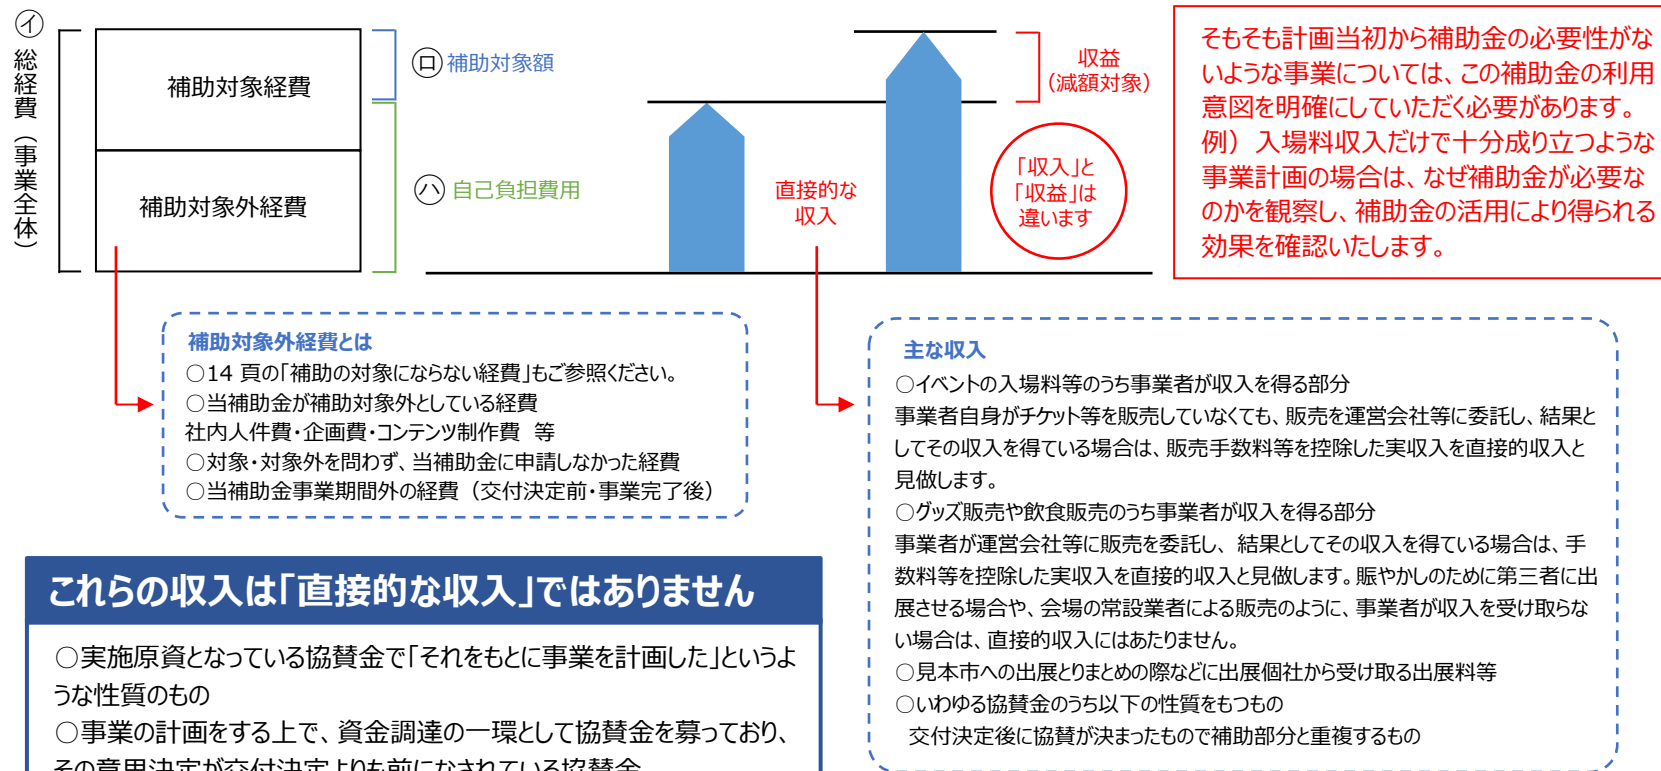 ㋑
総経費（事業全体）
補助対象経費
補助対象外経費
㋺ 補助対象額
㋩ 自己負担費用
直接的な
収入
収益
（減額対象）
「収入」と
「収益」は
違います
そもそも計画当初から補助金の必要性がな
いような事業については、この補助金の利用
意図を明確にしていただく必要があります。
例） 入場料収入だけで十分成り立つような
事業計画の場合は、なぜ補助金が必要な
のかを観察し、補助金の活用により得られる
効果を確認いたします。
補助対象外経費とは
○14 頁の「補助の対象にならない経費」もご参照ください。
○当補助金が補助対象外としている経費
社内人件費・企画費・コンテンツ制作費 等
○対象・対象外を問わず、当補助金に申請しなかった経費
○当補助金事業期間外の経費（交付決定前・事業完了後）
主な収入
○イベントの入場料等のうち事業者が収入を得る部分
事業者自身がチケット等を販売していなくても、販売を運営会社等に委託し、結果と
してその収入を得ている場合は、販売手数料等を控除した実収入を直接的収入と
見做します。
○グッズ販売や飲食販売のうち事業者が収入を得る部分
事業者が運営会社等に販売を委託し、結果としてその収入を得ている場合は、手
数料等を控除した実収入を直接的収入と見做します。賑やかしのために第三者に出
展させる場合や、会場の常設業者による販売のように、事業者が収入を受け取らな
い場合は、直接的収入にはあたりません。
○見本市への出展とりまとめの際などに出展個社から受け取る出展料等
○いわゆる協賛金のうち以下の性質をもつもの
交付決定後に協賛が決まったもので補助部分と重複するもの
これらの収入は「直接的な収入」ではありません
○実施原資となっている協賛金で「それをもとに事業を計画した」というよ
うな性質のもの
○事業の計画をする上で、資金調達の一環として協賛金を募っており、
その意思決定が交付決定よりも前になされている協賛金